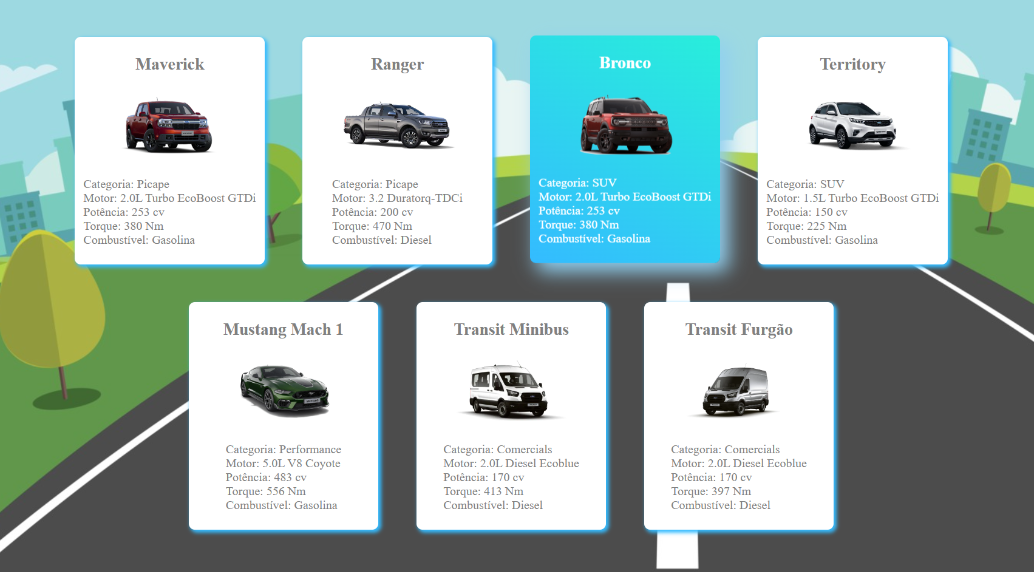 Maverick
Categoria: Picape
Motor: 2.0L Turbo EcoBoost GTDi
Potência: 253 cv
Torque: 380 Nm
Combustível: Gasolina
Ranger
Categoria: Picape
Motor: 3.2 Duratorq-TDCi
Potência: 200 cv
Torque: 470 Nm
Combustível: Diesel
Bronco
Categoria: SUV
Motor: 2.0L Turbo EcoBoost GTDi
Potência: 253 cv
Torque: 380 Nm
Combustível: Gasolina
Territory
Categoria: SUV
Motor: 1.5L Turbo EcoBoost GTDi
Potência: 150 cv
Torque: 225 Nm
Combustível: Gasolina
Mustang Mach 1
Categoria: Performance
Motor: 5.0L V8 Coyote
Potência: 483 cv
Torque: 556 Nm
Combustível: Gasolina
Transit Minibus
Categoria: Comercials
Motor: 2.0L Diesel Ecoblue
Potência: 170 cv
Torque: 413 Nm
Combustível: Diesel
Transit Furgão
Categoria: Comercials
Motor: 2.0L Diesel Ecoblue
Potência: 170 cv
Torque: 397 Nm
Combustível: Diesel